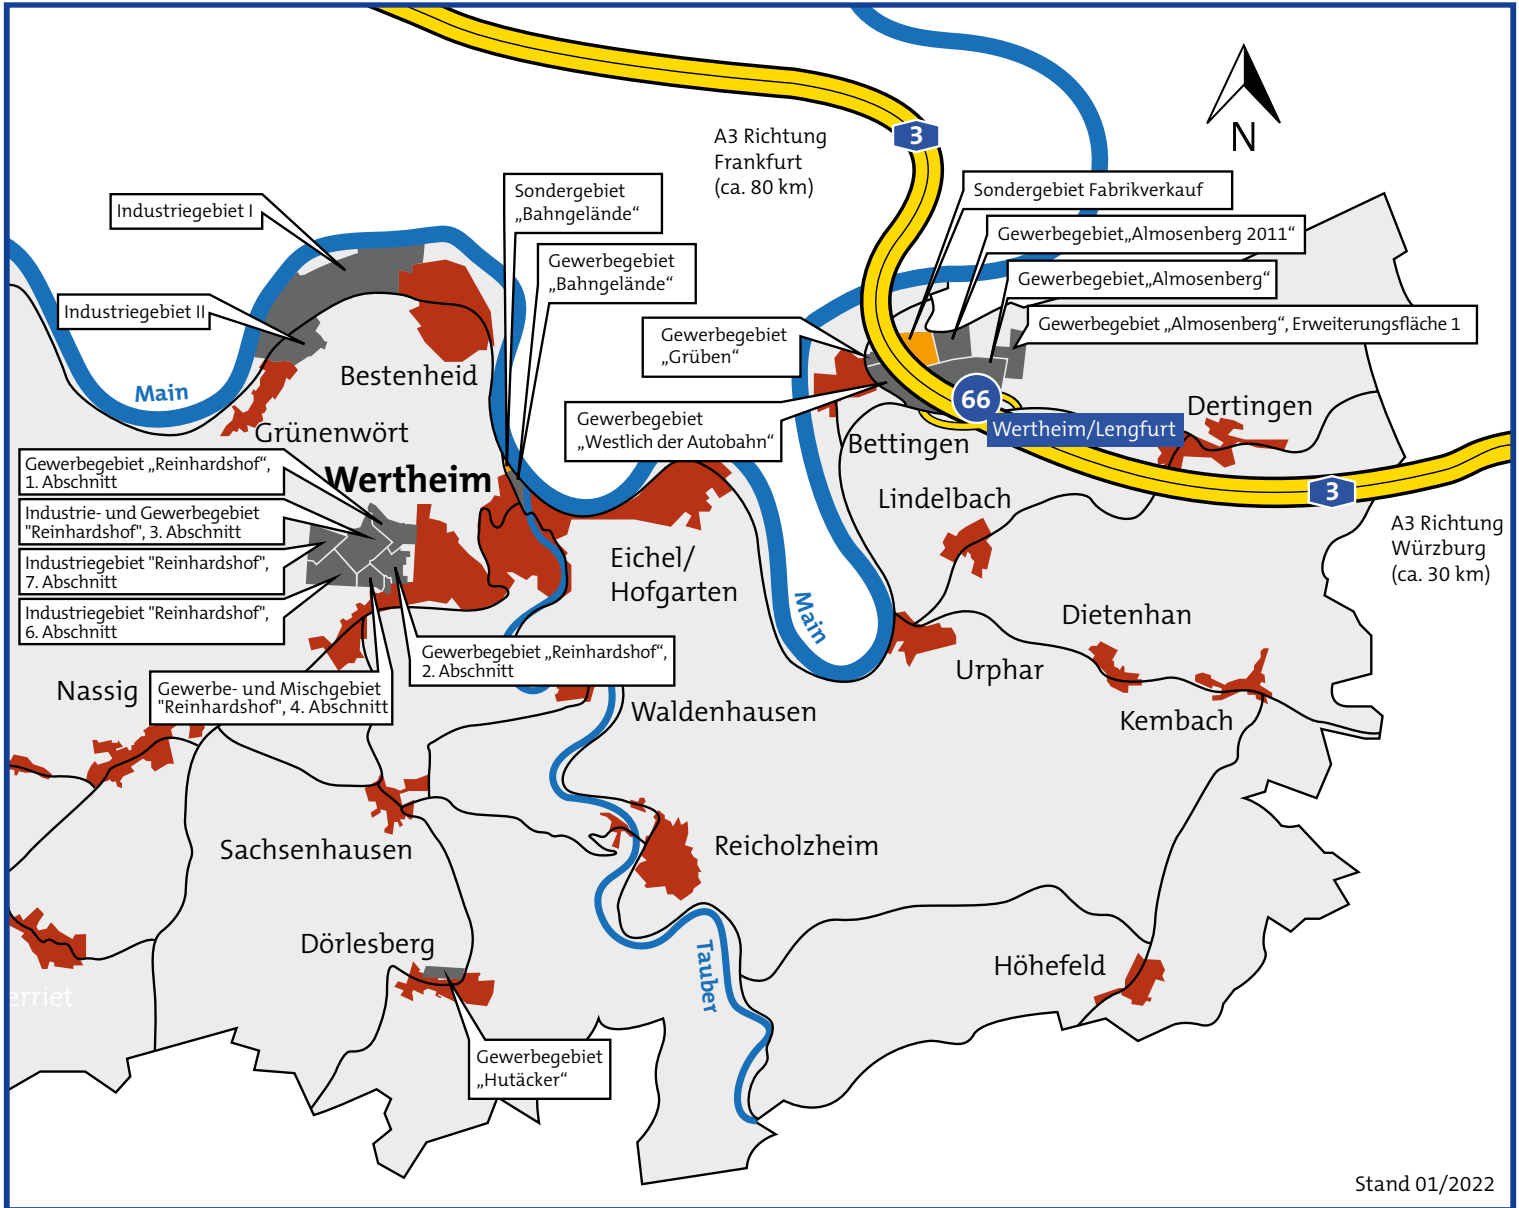 3
A3 Richtung
Frankfurt
(ca. 80 km)
N
Sondergebiet
„Bahngelände“
Sondergebiet Fabrikverkauf
Industriegebiet I
Gewerbegebiet„Almosenberg 2011“
Gewerbegebiet
„Bahngelände“
Gewerbegebiet„Almosenberg“
Industriegebiet II
Gewerbegebiet „Almosenberg“, Erweiterungsfläche 1
Gewerbegebiet
„Grüben“
Bestenheid
Main
66
Gewerbegebiet
„Westlich der Autobahn“
Dertingen
Wertheim/Lengfurt
Grünenwört
Bettingen
Gewerbegebiet „Reinhardshof“,
1. Abschnitt
Wertheim
3
Lindelbach
Industrie- und Gewerbegebiet
"Reinhardshof", 3. Abschnitt
A3 Richtung
Würzburg
(ca. 30 km)
Industriegebiet "Reinhardshof",
7. Abschnitt
Eichel/
Hofgarten
Industriegebiet "Reinhardshof",
6. Abschnitt
Main
Dietenhan
Gewerbegebiet „Reinhardshof“,
2. Abschnitt
Urphar
Nassig
Gewerbe- und Mischgebiet
"Reinhardshof", 4. Abschnitt
Waldenhausen
Kembach
Sachsenhausen
Reicholzheim
Dörlesberg
Tauber
Höhefeld
erriet
Gewerbegebiet
„Hutäcker“
Stand 01/2022